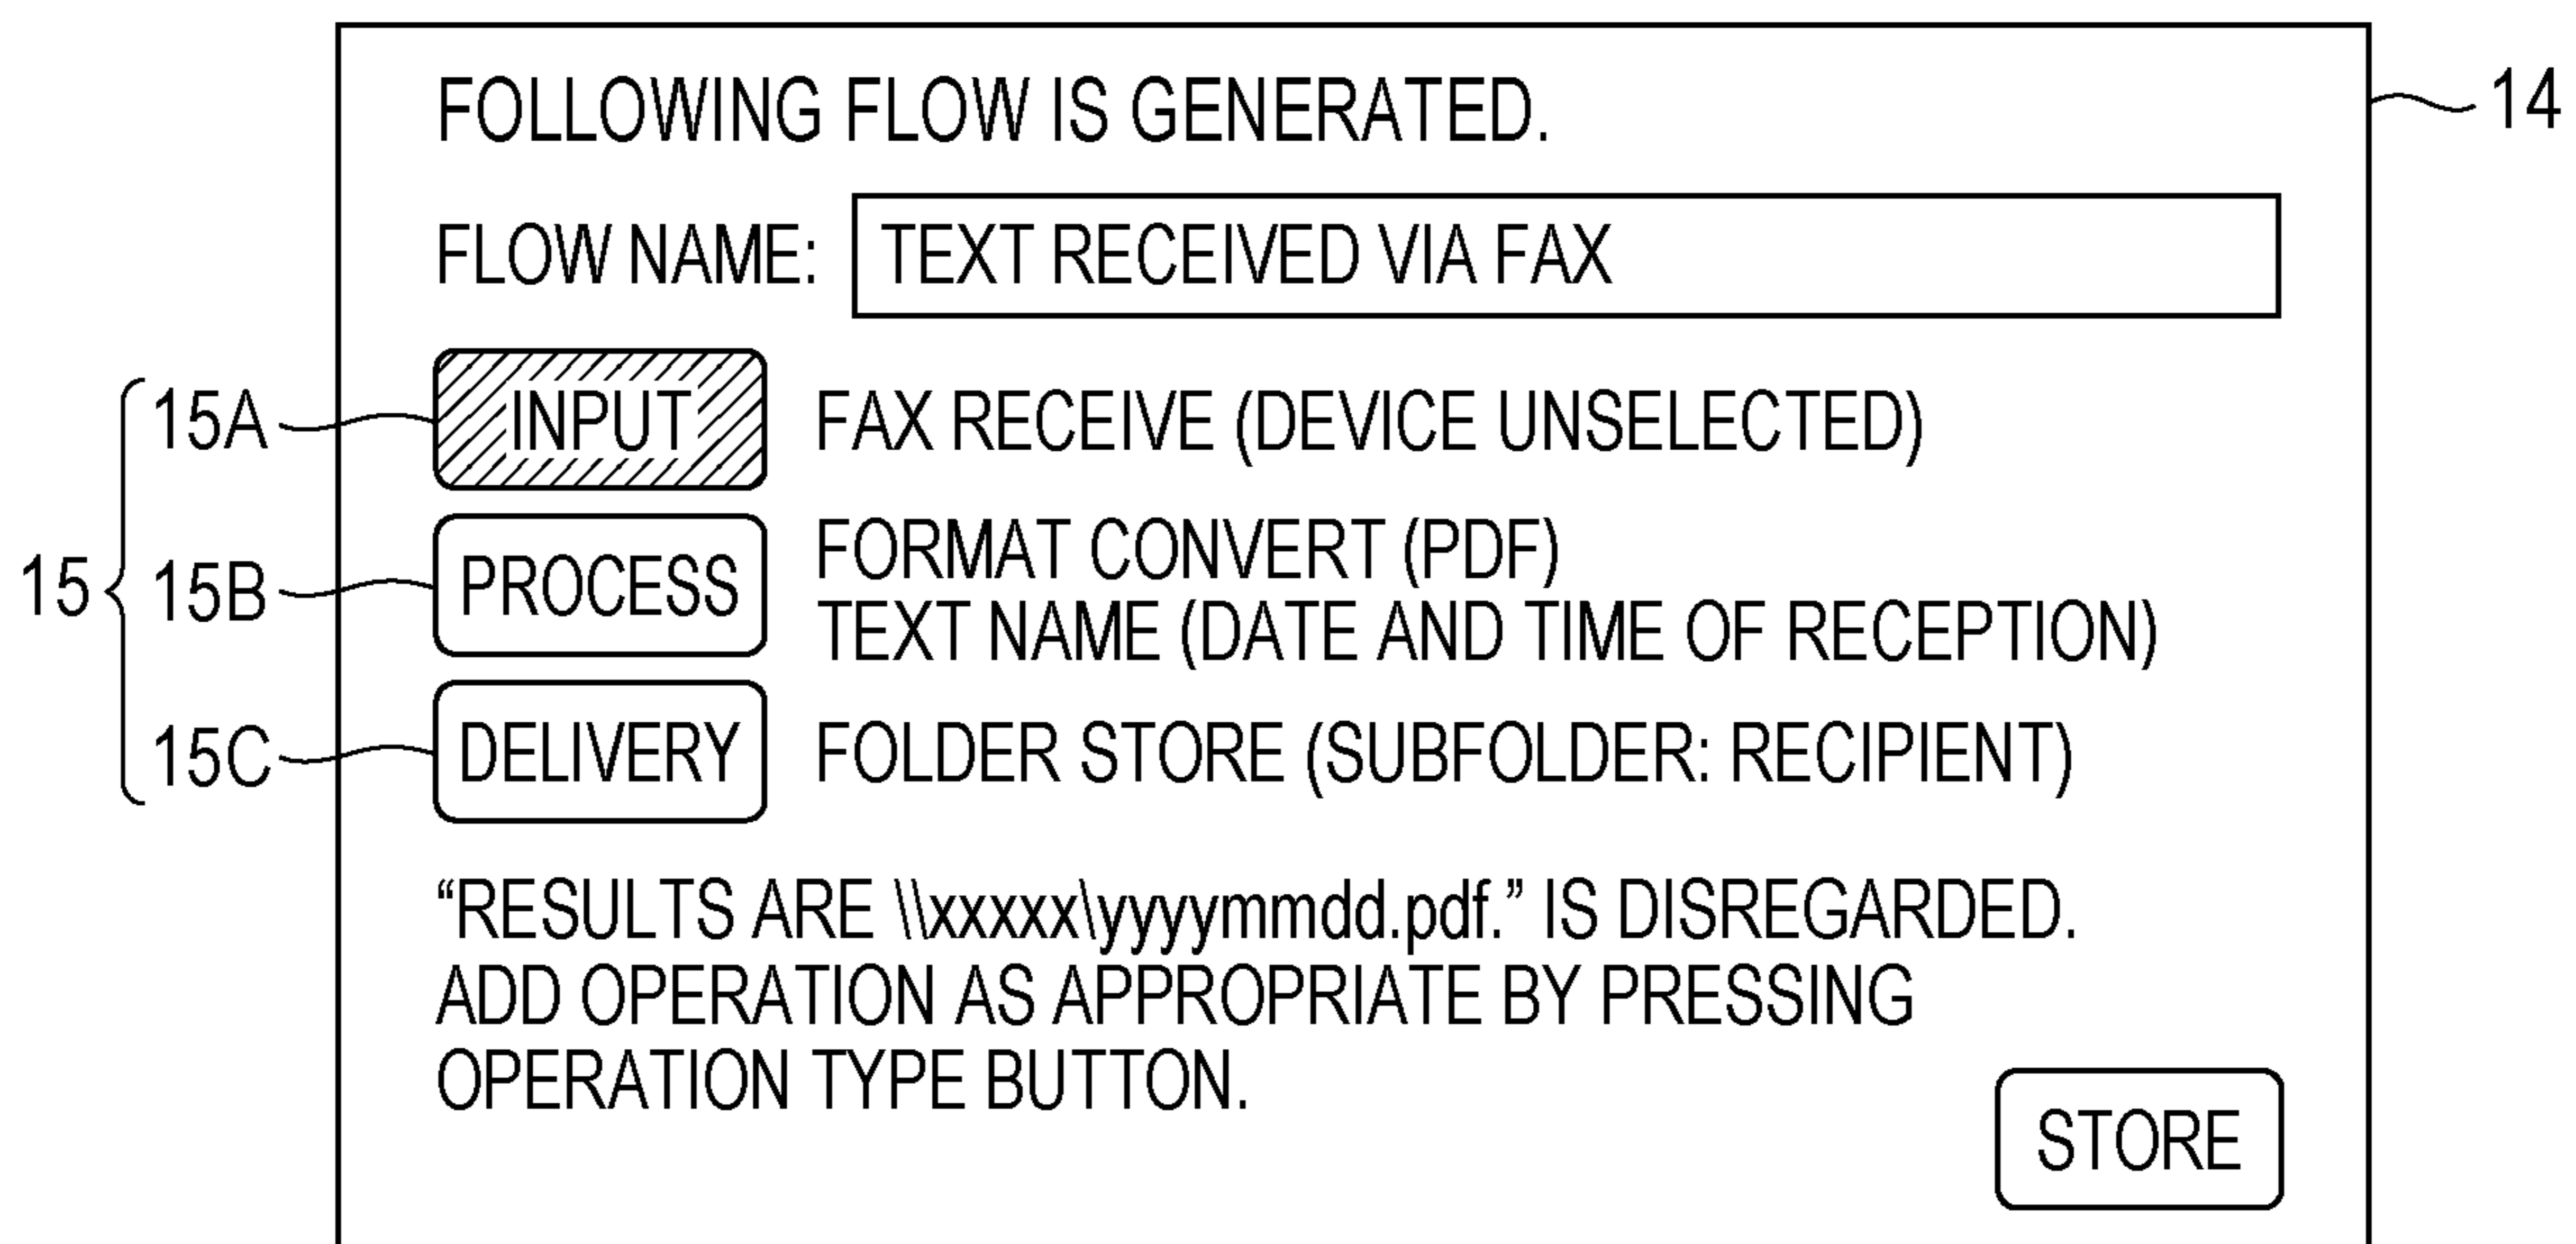 FOLLOWING FLOW IS GENERATED.
14
FLOW NAME: TEXT RECEIVED VIA FAX
15A INPUT FAX RECEIVE (DEVICE UNSELECTED)
FORMAT CONVERT (PDF)
15 15B PROCESS
TEXT NAME (DATE AND TIME OF RECEPTION)
15C DELIVERY FOLDER STORE (SUBFOLDER: RECIPIENT)
“RESULTS ARE \\xxxxx\yyyymmdd.pdf.” IS DISREGARDED.
ADD OPERATION AS APPROPRIATE BY PRESSING
OPERATION TYPE BUTTON.
STORE